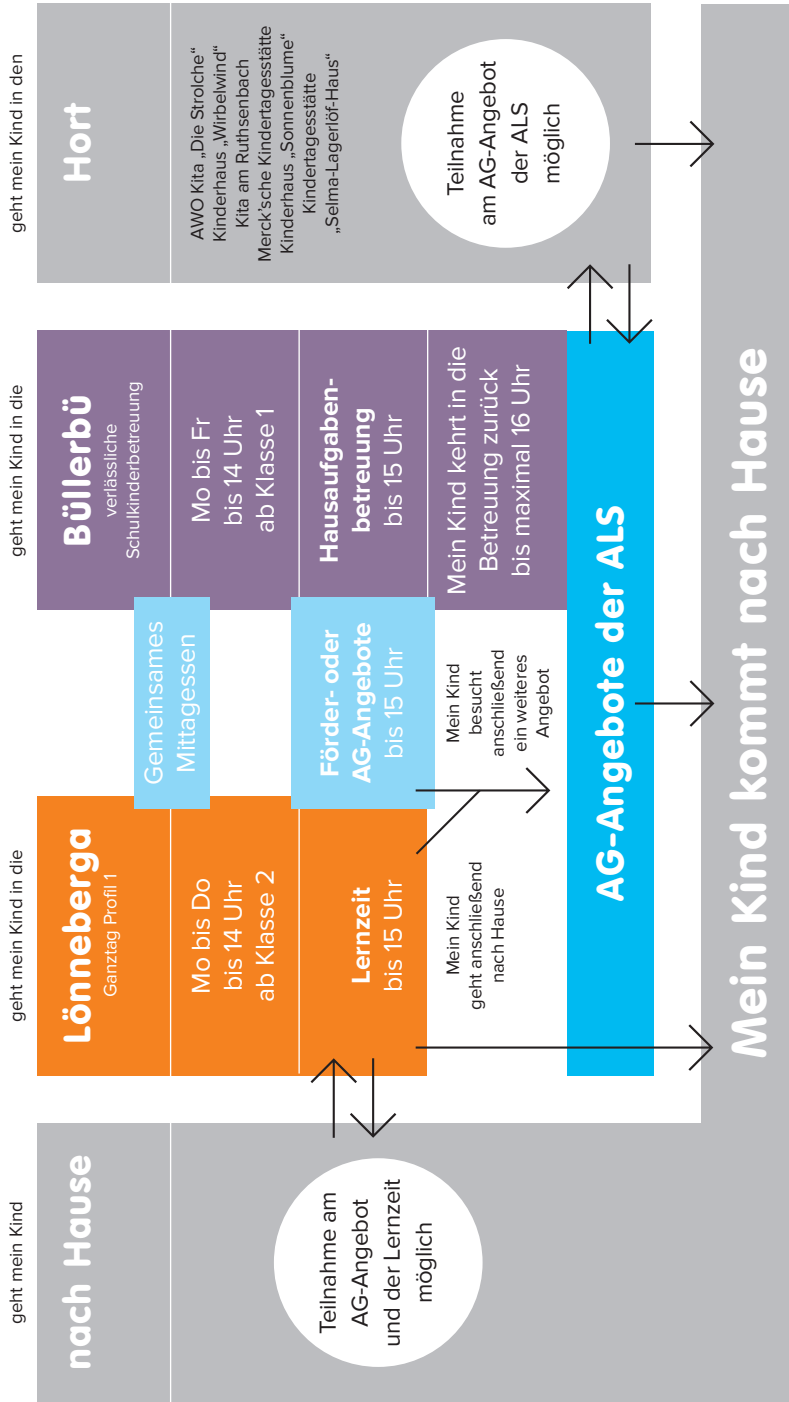 geht mein Kind
nach Hause
Teilnahme am
AG-Angebot
und der Lernzeit
möglich
geht mein Kind in die
Lönneberga
Ganztag Profil 1
Mo bis Do
bis 14 Uhr
ab Klasse 2
Lernzeit
bis 15 Uhr
Mein Kind
geht anschließend
nach Hause
Gemeinsames
Mittagessen
Förder- oder
AG-Angebote
bis 15 Uhr
Mein Kind
besucht
anschließend
ein weiteres
Angebot
geht mein Kind in die
Büllerbü
verlässliche
Schulkinderbetreuung
Mo bis Fr
bis 14 Uhr
ab Klasse 1
Hausaufgaben-
betreuung
bis 15 Uhr
Mein Kind kehrt in die
Betreuung zurück
bis maximal 16 Uhr
geht mein Kind in den
Hort
AWO Kita „Die Strolche“
Kinderhaus „Wirbelwind“
Kita am Ruthsenbach
Merck'sche Kindertagesstätte
Kinderhaus „Sonnenblume“
Kindertagesstätte
„Selma-Lagerlöf-Haus”
Teilnahme
am AG-Angebot
der ALS
möglich
AG-Angebote der ALS
Mein Kind kommt nach Hause